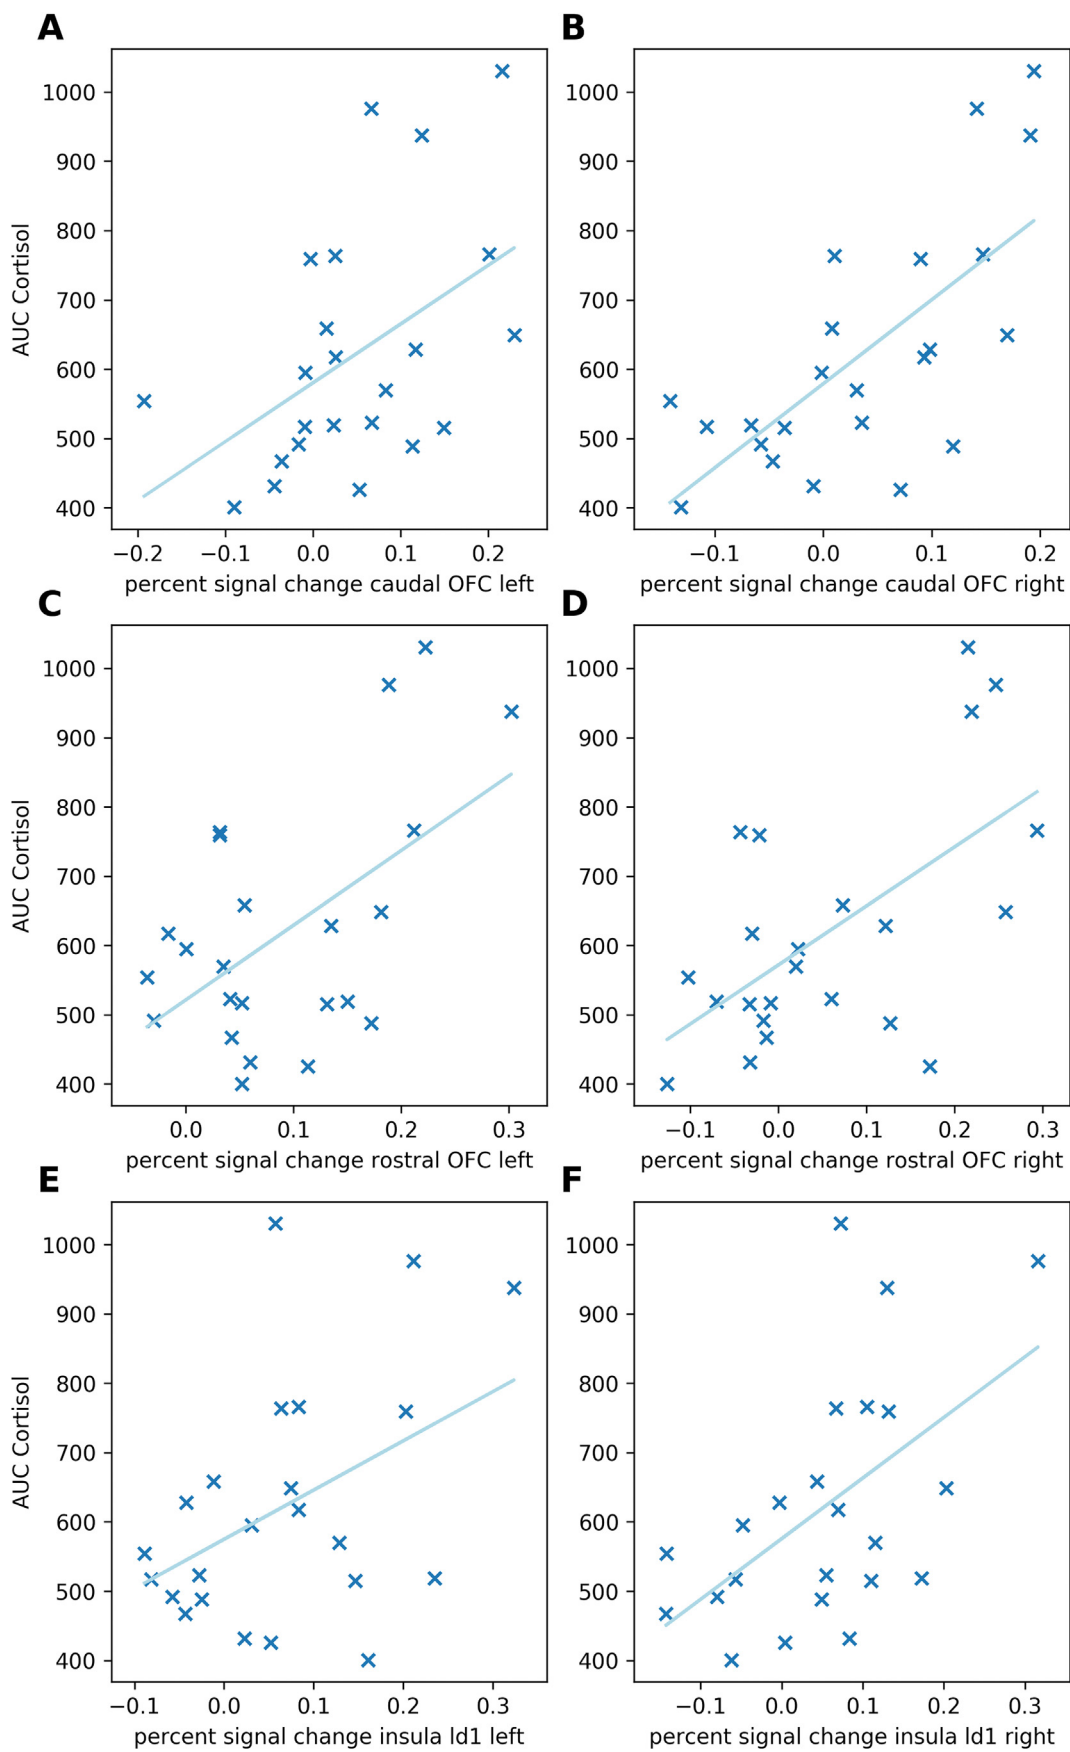 A
B
1000
900
800
700
600
500
400
AUC Cortisol
−0.2 −0.1 0.0 0.1 0.2
percent signal change caudal OFC left
1000
900
800
700
600
500
400
−0.1 0.0 0.1 0.2
percent signal change caudal OFC right
C
D
1000
900
800
700
600
500
400
AUC Cortisol
0.0 0.1 0.2 0.3
percent signal change rostral OFC left
1000
900
800
700
600
500
400
−0.1 0.0 0.1 0.2 0.3
percent signal change rostral OFC right
E
F
1000
900
800
700
600
500
400
AUC Cortisol
−0.1 0.0 0.1 0.2 0.3
percent signal change insula ld1 left
1000
900
800
700
600
500
400
−0.1 0.0 0.1 0.2 0.3
percent signal change insula ld1 right